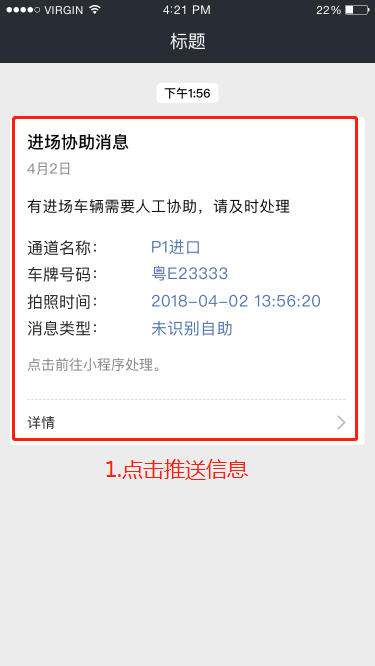 VIRGIN 4:21 PM 22%
标题
下午1:56
进场协助消息
4月2日
有进场车辆需要人工协助，请及时处理
通道名称： P1进口
车牌号码： 粤E23333
拍照时间： 2018-04-02 13:56:20
消息类型： 未识别自助
点击前往小程序处理。
详情
1.点击推送信息